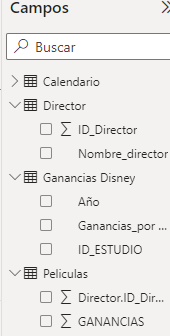 Campos
Buscar
Calendario
Director
∑ ID_Director
Nombre_director
Ganancias Disney
Año
Ganancias_por ...
ID_ESTUDIO
Peliculas
∑ Director.ID_Dir...
∑ GANANCIAS